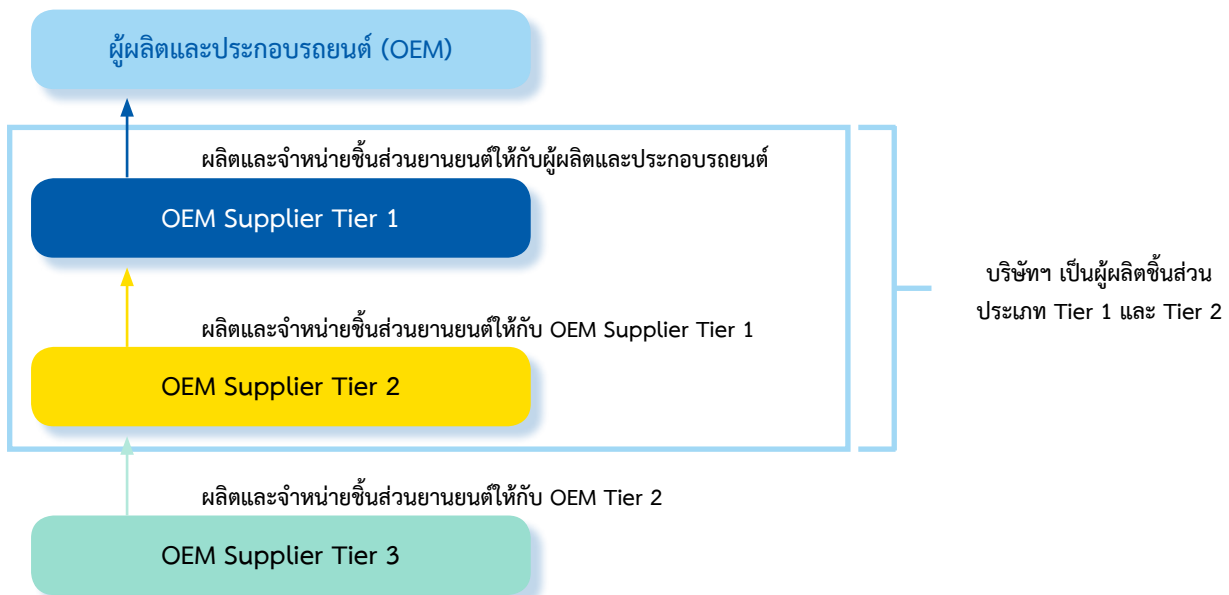 ผู้ผลิตและประกอบรถยนต์ (OEM)
ผลิตและจำหน่ายชิ้นส่วนยานยนต์ให้กับผู้ผลิตและประกอบรถยนต์
OEM Supplier Tier 1
บริษัทฯ เป็นผู้ผลิตชิ้นส่วน
ประเภท Tier 1 และ Tier 2
ผลิตและจำหน่ายชิ้นส่วนยานยนต์ให้กับ OEM Supplier Tier 1
OEM Supplier Tier 2
ผลิตและจำหน่ายชิ้นส่วนยานยนต์ให้กับ OEM Tier 2
OEM Supplier Tier 3